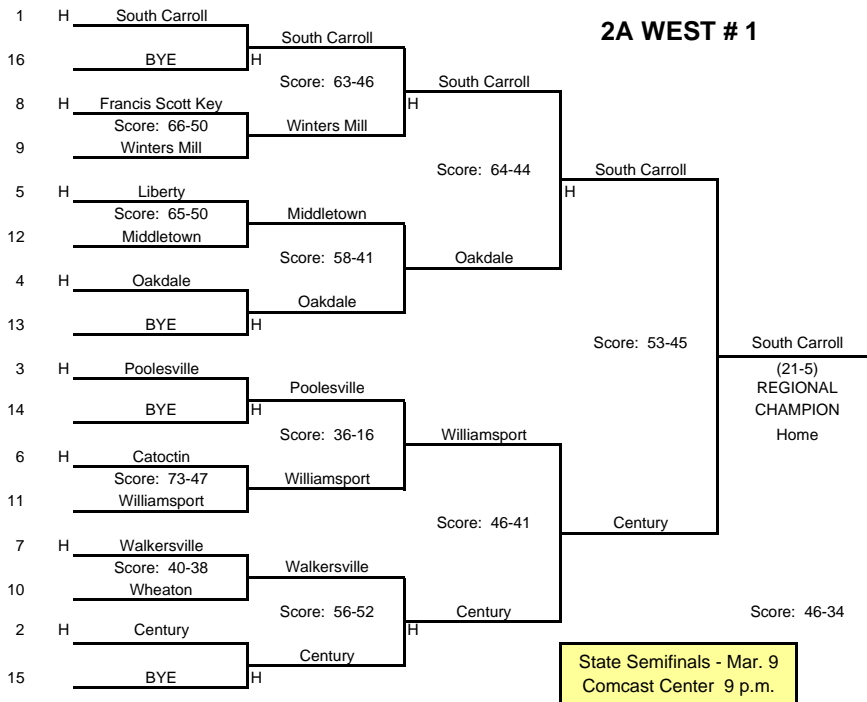 2A WEST # 1
1 H South Carroll
South Carroll
16 BYE H
Score: 63-46
South Carroll
8 H Francis Scott Key
H
Score: 66-50
Winters Mill
9 Winters Mill
Score: 64-44
South Carroll
5 H Liberty
H
Score: 65-50
Middletown
12 Middletown
Score: 58-41
Oakdale
4 H Oakdale
Oakdale
13 BYE H
Score: 53-45
South Carroll
3 H Poolesville
(21-5)
REGIONAL
Poolesville
14 BYE H
CHAMPION
Score: 36-16
Williamsport
Home
6 H Catoctin
Score: 73-47
Williamsport
11 Williamsport
Score: 46-41
Century
7 H Walkersville
Score: 40-38
Walkersville
10 Wheaton
Score: 56-52
Century
Score: 46-34
2 H Century
H
Century
15 BYE H
State Semifinals - Mar. 9
Comcast Center 9 p.m.